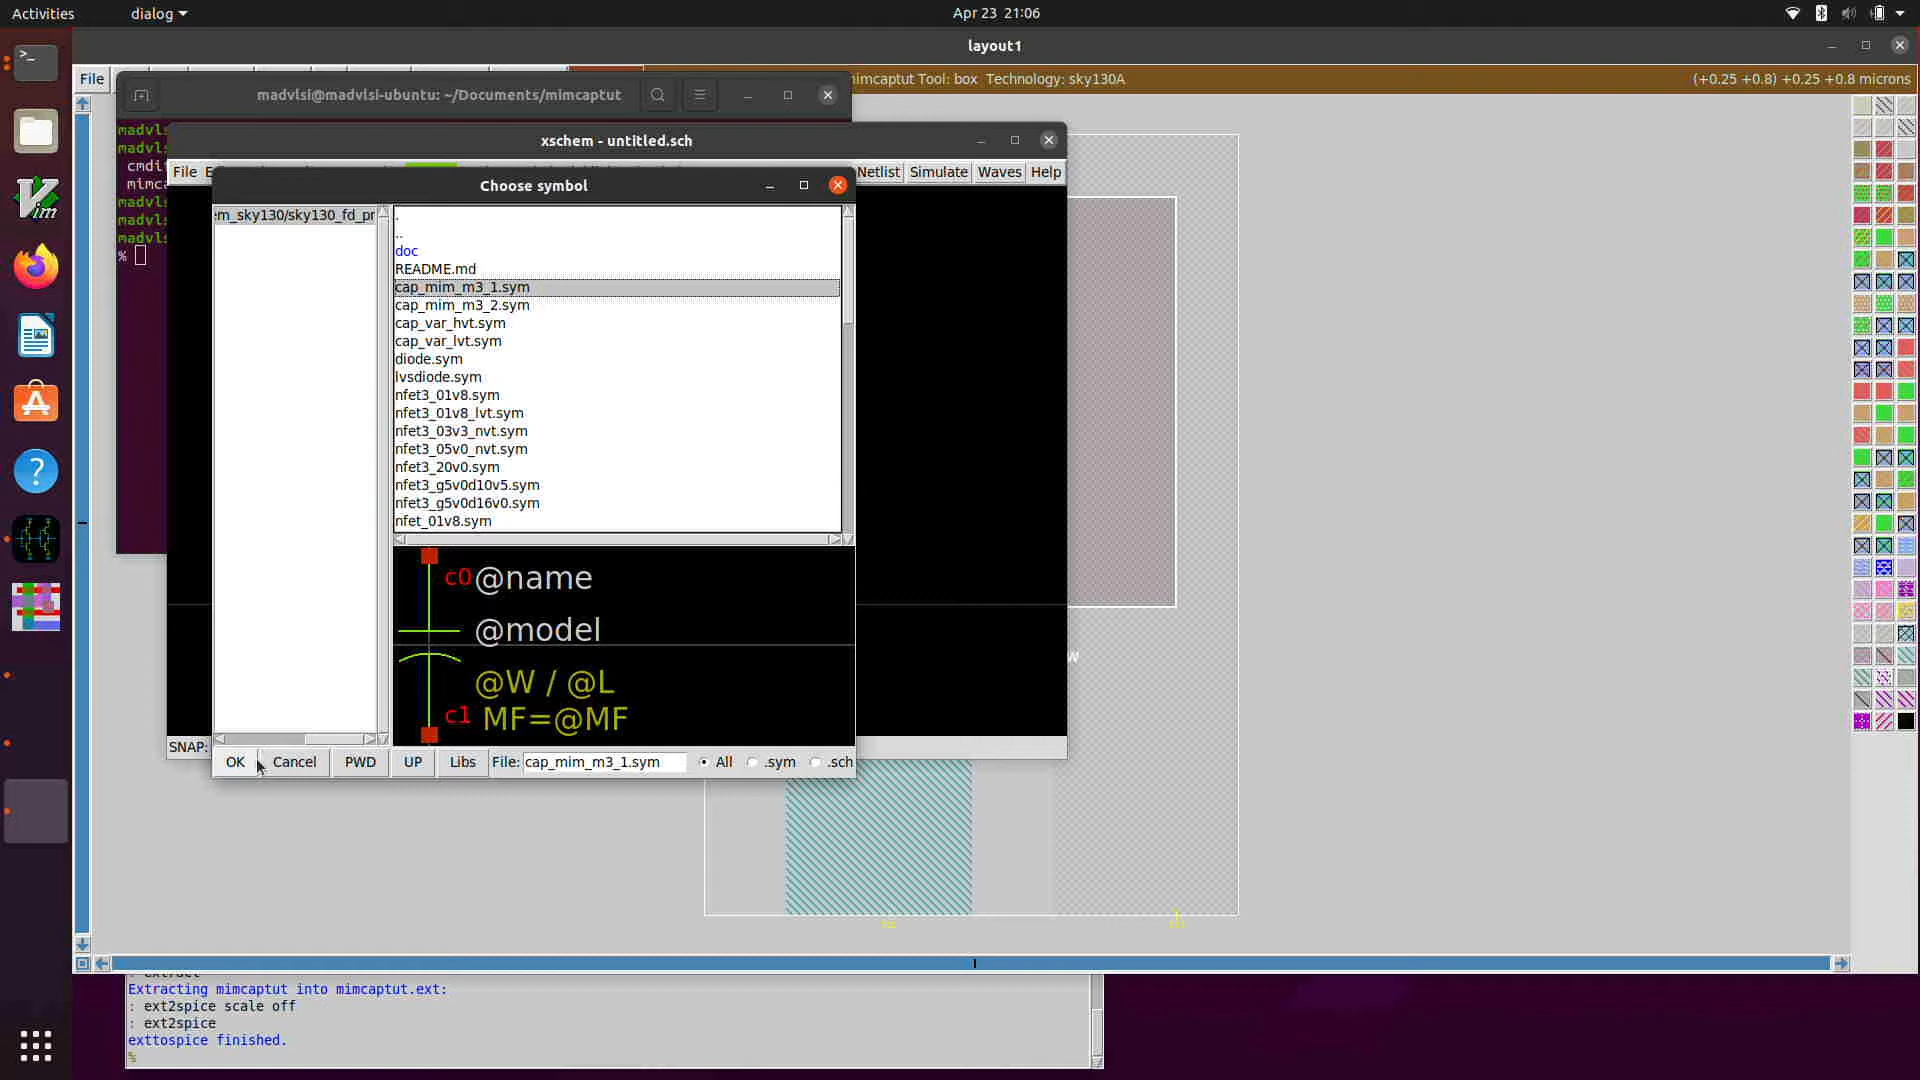 Activities
dialog
Apr 23 21:06
layout1
File
mimcaptut Tool: box Technology: sky130A
(+0.25 +0.8) +0.25 +0.8 microns
madvlsi@madvlsi-ubuntu: ~/Documents/mimcaptut
xschem - untitled.sch
File
Netlist
Simulate
Waves
Help
Choose symbol
em_sky130/sky130_fd_pr
.
..
doc
README.md
cap_mim_m3_1.sym
cap_mim_m3_2.sym
cap_var_hvt.sym
cap_var_lvt.sym
diode.sym
lvsdiode.sym
nfet3_01v8.sym
nfet3_01v8_lvt.sym
nfet3_03v3_nvt.sym
nfet3_05v0_nvt.sym
nfet3_20v0.sym
nfet3_g5v0d10v5.sym
nfet3_g5v0d16v0.sym
nfet_01v8.sym
%
c0
@name
@model
@W / @L
c1
MF=@MF
SNAP:
OK
Cancel
PWD
UP
Libs
File:
cap_mim_m3_1.sym
All
.sym
.sch
: extract
Extracting mimcaptut into mimcaptut.ext:
: ext2spice scale off
: ext2spice
exttospice finished.
%